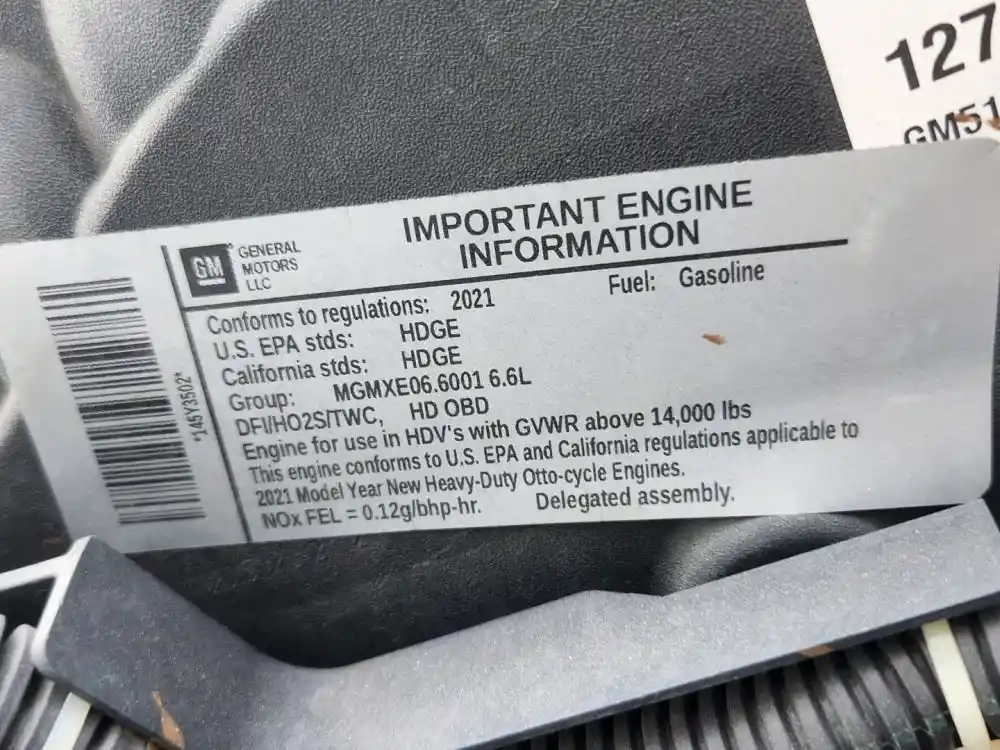 127
GM51
IMPORTANT ENGINE
INFORMATION
GM GENERAL
MOTORS
LLC
Conforms to regulations: 2021 Fuel: Gasoline
U.S. EPA stds: HDGE
California stds: HDGE
Group: MGMXE06.6001 6.6L
DFI/HO2S/TWC, HD OBD
Engine for use in HDV's with GVWR above 14,000 lbs
This engine conforms to U.S. EPA and California regulations applicable to
2021 Model Year New Heavy-Duty Otto-cycle Engines.
NOx FEL = 0.12g/bhp-hr. Delegated assembly.
*145Y3502*